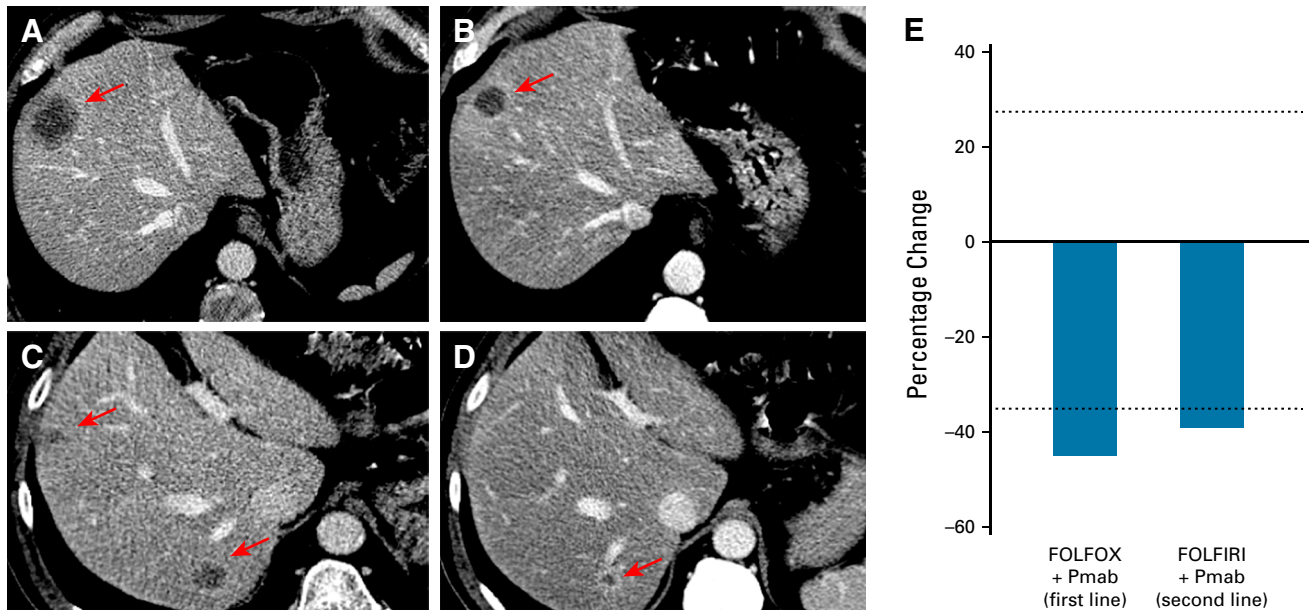 A
B
C
D
E
Percentage Change
40
20
0
–20
–40
–60
FOLFOX
+ Pmab
(first line)
FOLFIRI
+ Pmab
(second line)